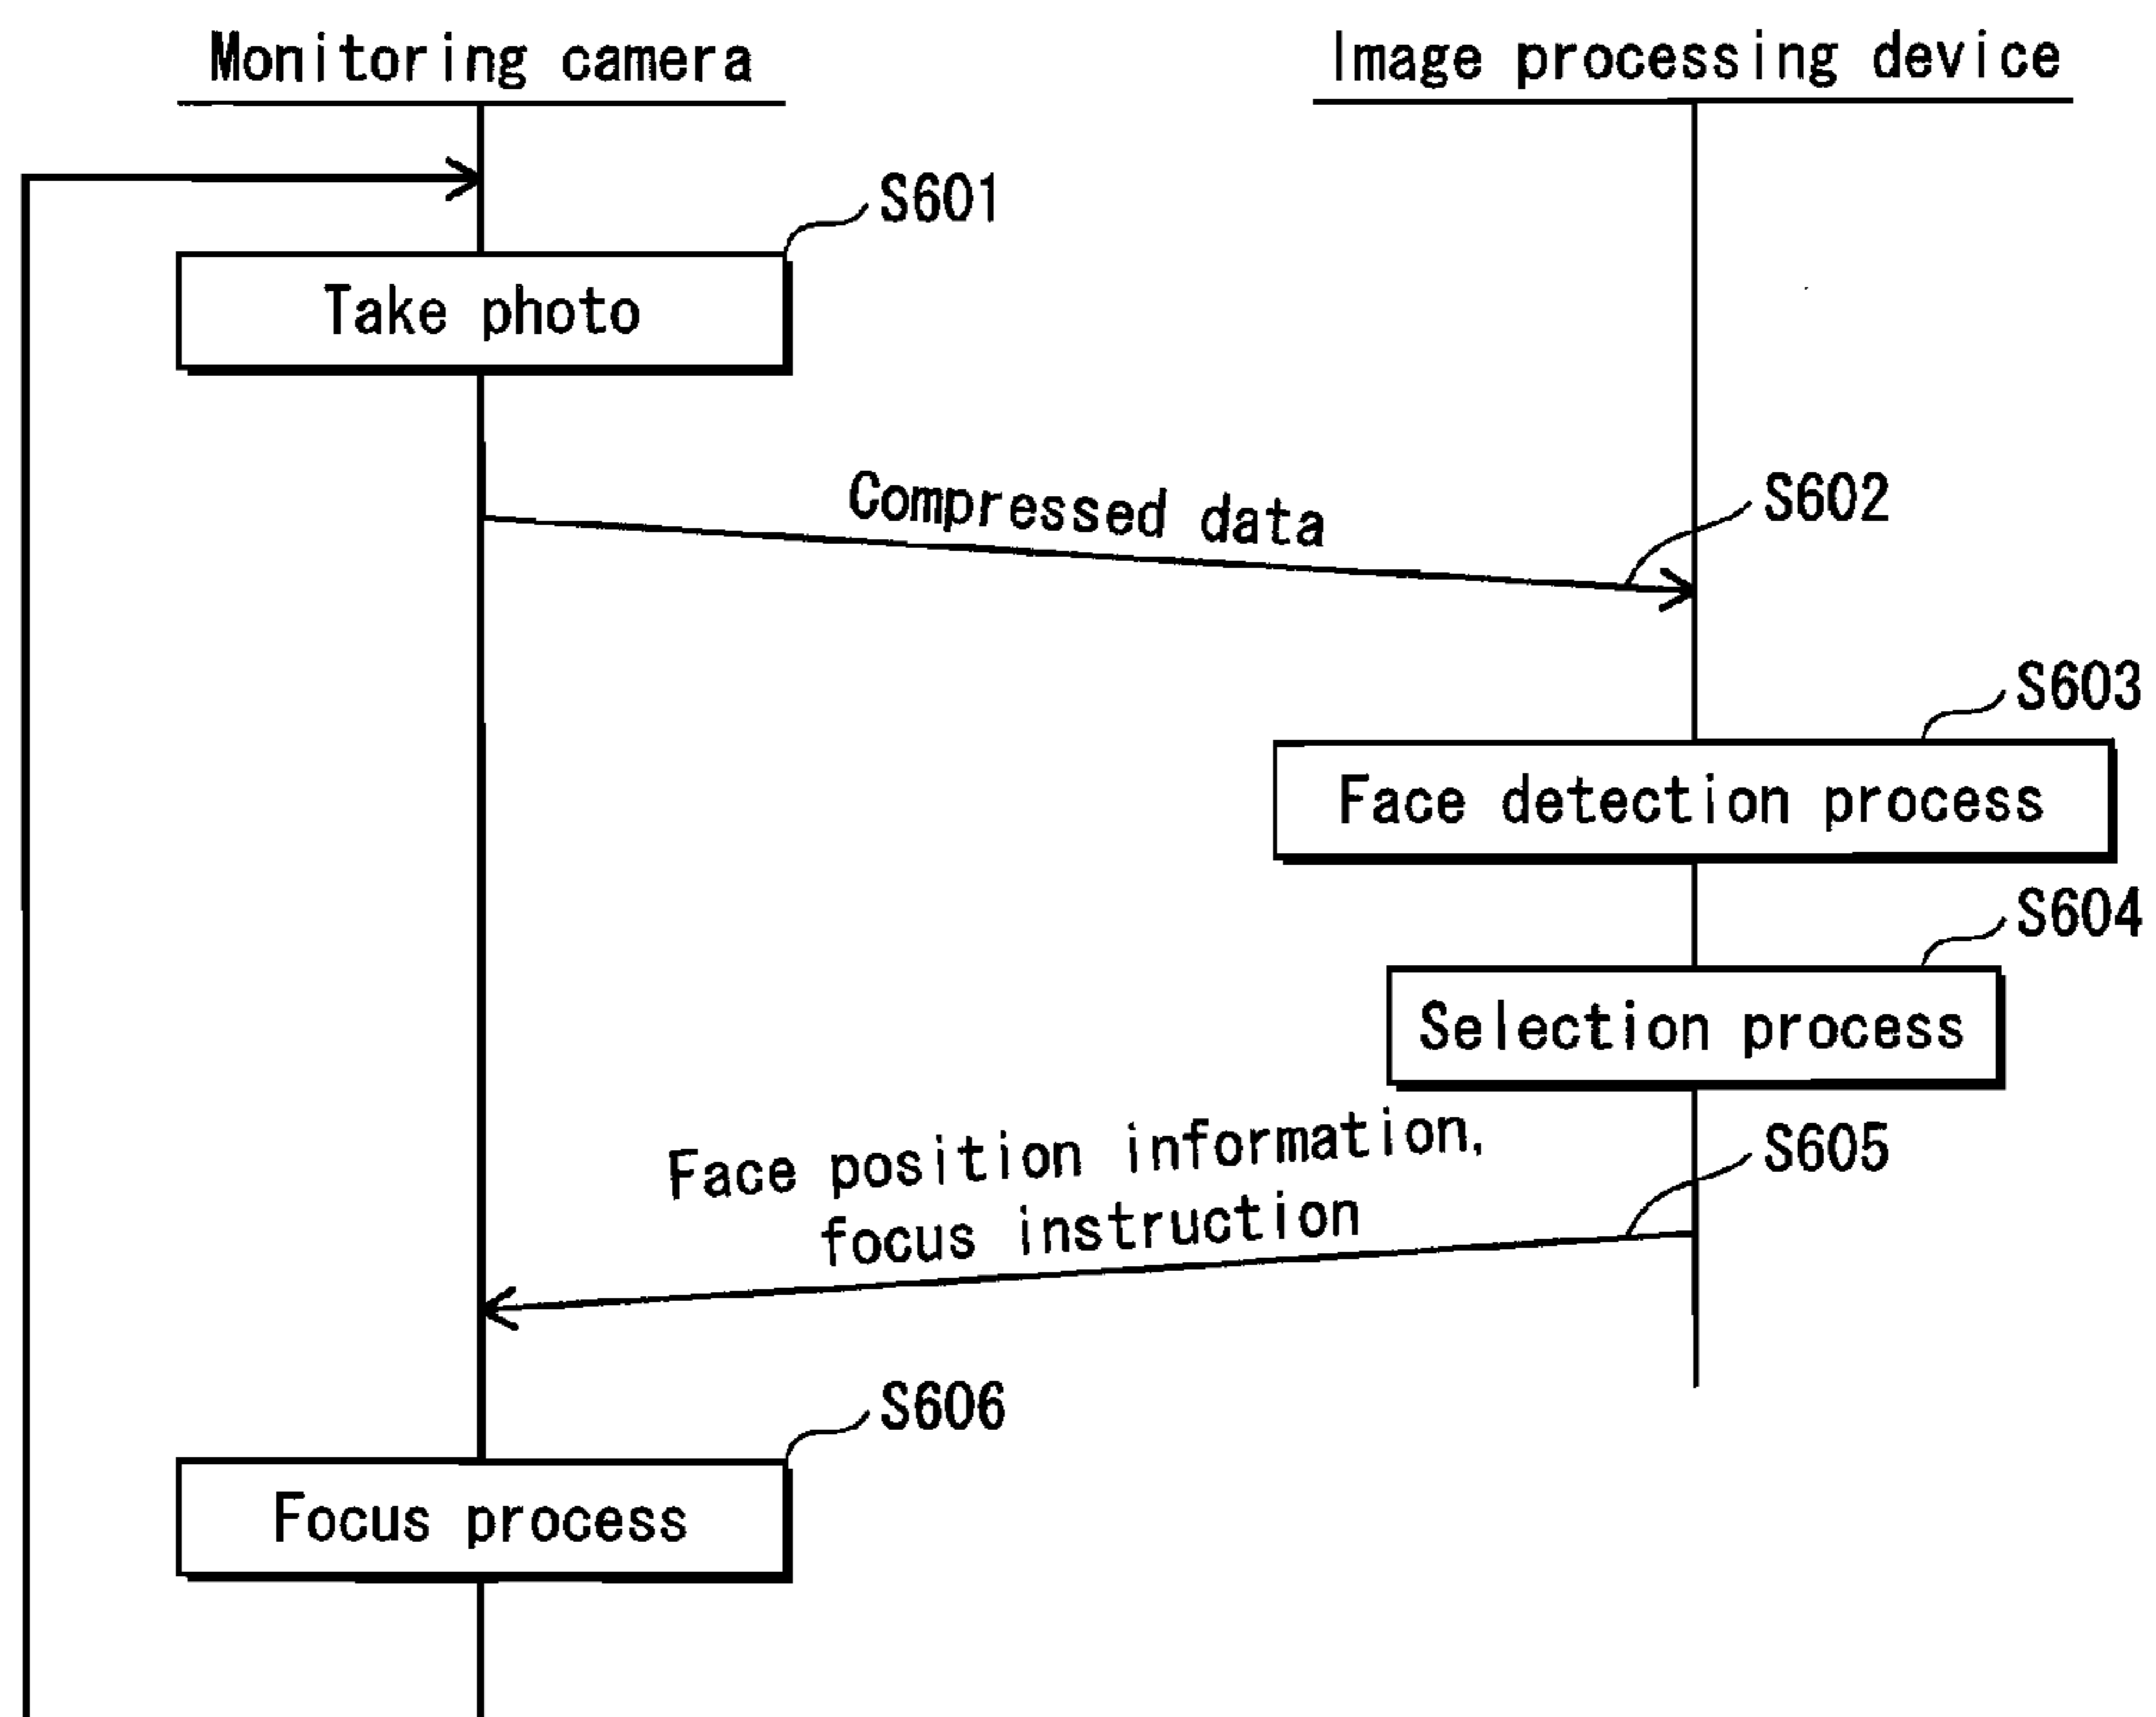 Monitoring camera
Image processing device
S601
Take photo
Compressed data
S602
S603
Face detection process
S604
Selection process
Face position information,
focus instruction
S605
S606
Focus process